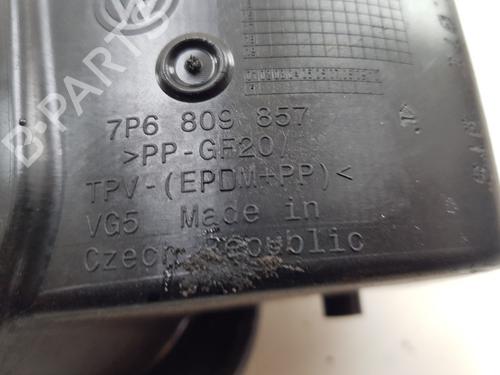 B-PARTS
7P6 809 857
>PP-GF20/
TPV-(EPDM+PP)<
VG5 Made in
Czech Republic